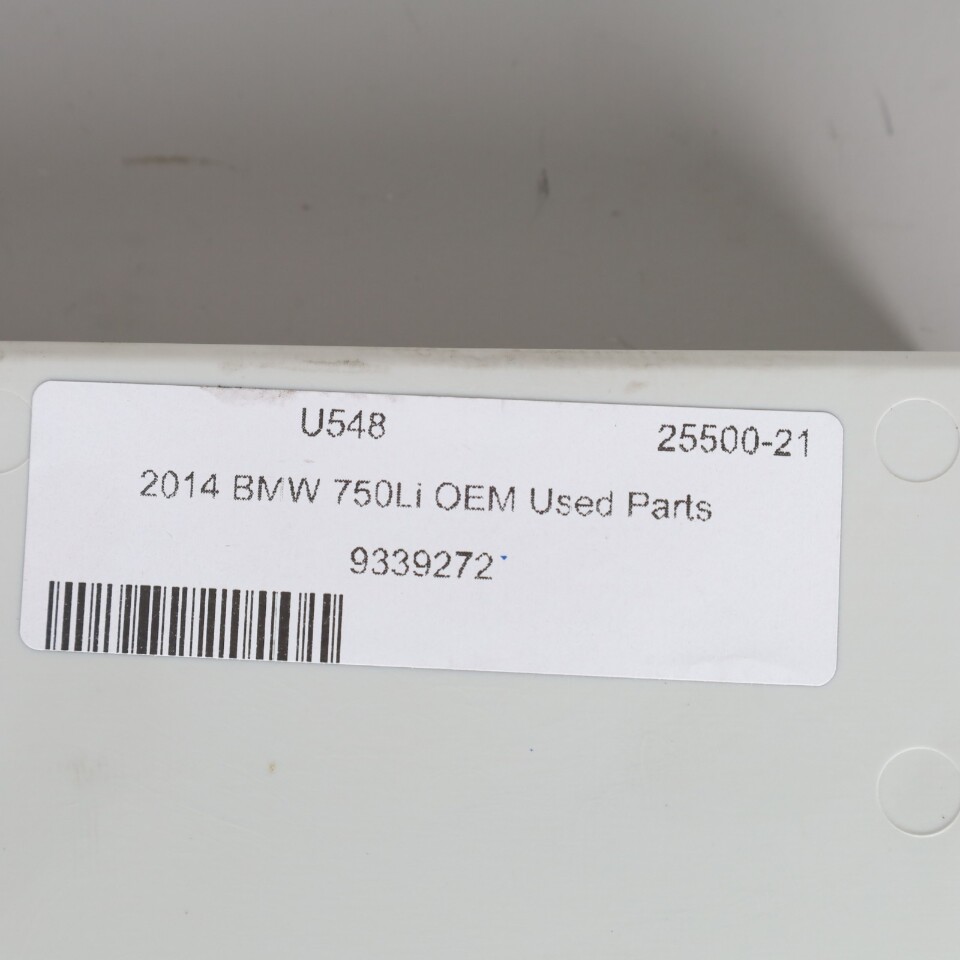 U548 25500-21
2014 BMW 750Li OEM Used Parts
9339272